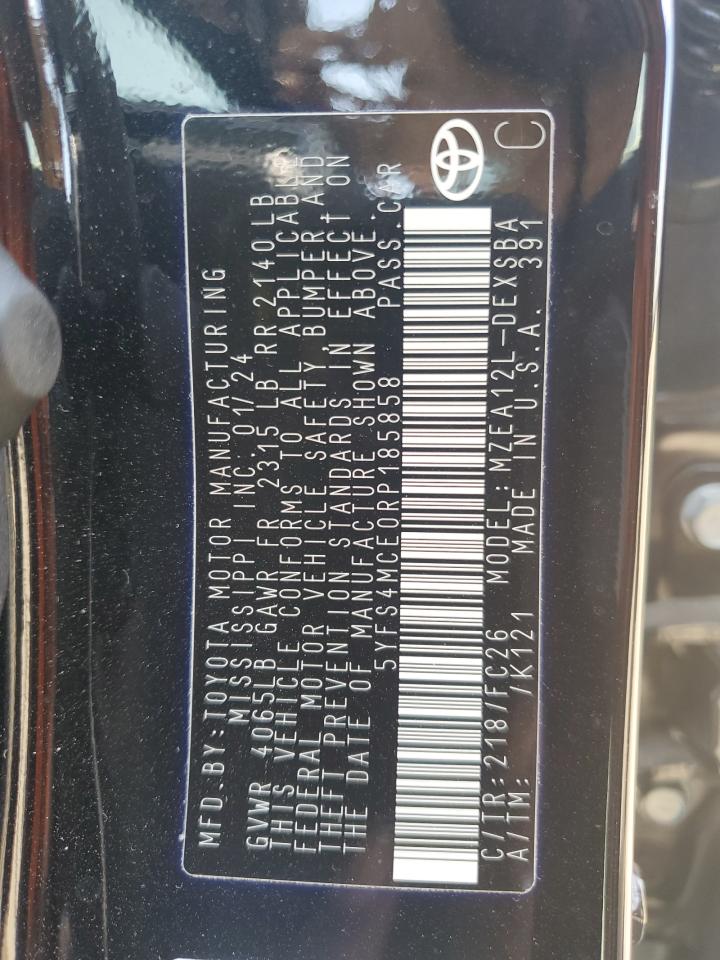 MFD.BY:TOYOTA MOTOR MANUFACTURING
MISSISSIPPI INC. 01/24
GVWR 4065LB GAWR FR 2315 LB RR 2140LB
THIS VEHICLE CONFORMS TO ALL APPLICABLE
FEDERAL MOTOR VEHICLE SAFETY, BUMPER AND
THEFT PREVENTION STANDARDS IN EFFECT ON
THE DATE OF MANUFACTURE SHOWN ABOVE.
5YFS4MCE0RP185858 PASS.CAR
C/TR:218/FC26 MODEL:MZEA12L-DEXSBA
A/TM: /K121 MADE IN U.S.A. 391
C